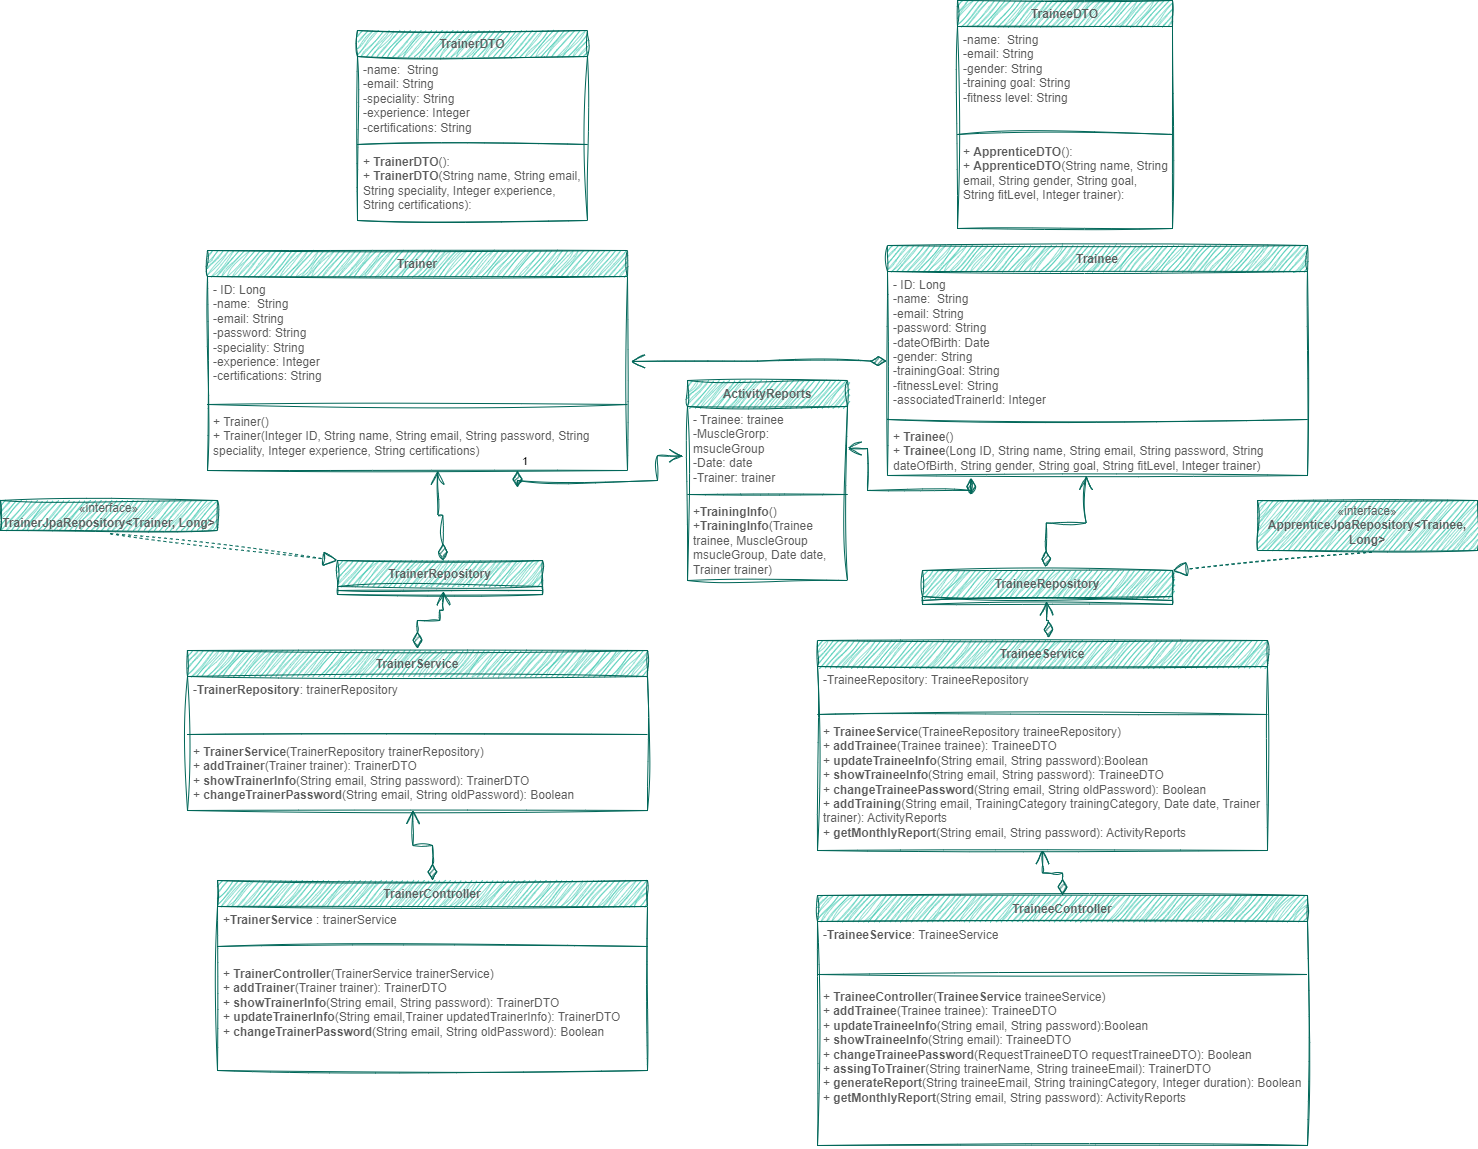 TrainerDTO
-name:  String
-email: String
-speciality: String
-experience: Integer
-certifications: String
+ TrainerDTO():
+ TrainerDTO(String name, String email,
String speciality, Integer experience,
String certifications):
TraineeDTO
-name:  String
-email: String
-gender: String
-training goal: String
-fitness level: String
+ ApprenticeDTO():
+ ApprenticeDTO(String name, String
email, String gender, String goal,
String fitLevel, Integer trainer):
Trainer
- ID: Long
-name:  String
-email: String
-password: String
-speciality: String
-experience: Integer
-certifications: String
+ Trainer()
+ Trainer(Integer ID, String name, String email, String password, String
speciality, Integer experience, String certifications)
1
ActivityReports
- Trainee: trainee
-MuscleGrorp:
msucleGroup
-Date: date
-Trainer: trainer
+TrainingInfo()
+TrainingInfo(Trainee
trainee, MuscleGroup
msucleGroup, Date date,
Trainer trainer)
Trainee
- ID: Long
-name:  String
-email: String
-password: String
-dateOfBirth: Date
-gender: String
-trainingGoal: String
-fitnessLevel: String
-associatedTrainerId: Integer
+ Trainee()
+ Trainee(Long ID, String name, String email, String password, String
dateOfBirth, String gender, String goal, String fitLevel, Integer trainer)
«interface»
TrainerJpaRepository<Trainer, Long>
TrainerRepository
«interface»
ApprenticeJpaRepository<Trainee,
Long>
TraineeRepository
TrainerService
-TrainerRepository: trainerRepository
+ TrainerService(TrainerRepository trainerRepository)
+ addTrainer(Trainer trainer): TrainerDTO
+ showTrainerInfo(String email, String password): TrainerDTO
+ changeTrainerPassword(String email, String oldPassword): Boolean
TraineeService
-TraineeRepository: TraineeRepository
+ TraineeService(TraineeRepository traineeRepository)
+ addTrainee(Trainee trainee): TraineeDTO
+ updateTraineeInfo(String email, String password):Boolean
+ showTraineeInfo(String email, String password): TraineeDTO
+ changeTraineePassword(String email, String oldPassword): Boolean
+ addTraining(String email, TrainingCategory trainingCategory, Date date, Trainer
trainer): ActivityReports
+ getMonthlyReport(String email, String password): ActivityReports
TrainerController
+TrainerService : trainerService
+ TrainerController(TrainerService trainerService)
+ addTrainer(Trainer trainer): TrainerDTO
+ showTrainerInfo(String email, String password): TrainerDTO
+ updateTrainerInfo(String email,Trainer updatedTrainerInfo): TrainerDTO
+ changeTrainerPassword(String email, String oldPassword): Boolean
TraineeController
-TraineeService: TraineeService
+ TraineeController(TraineeService traineeService)
+ addTrainee(Trainee trainee): TraineeDTO
+ updateTraineeInfo(String email, String password):Boolean
+ showTraineeInfo(String email): TraineeDTO
+ changeTraineePassword(RequestTraineeDTO requestTraineeDTO): Boolean
+ assingToTrainer(String trainerName, String traineeEmail): TrainerDTO
+ generateReport(String traineeEmail, String trainingCategory, Integer duration): Boolean
+ getMonthlyReport(String email, String password): ActivityReports